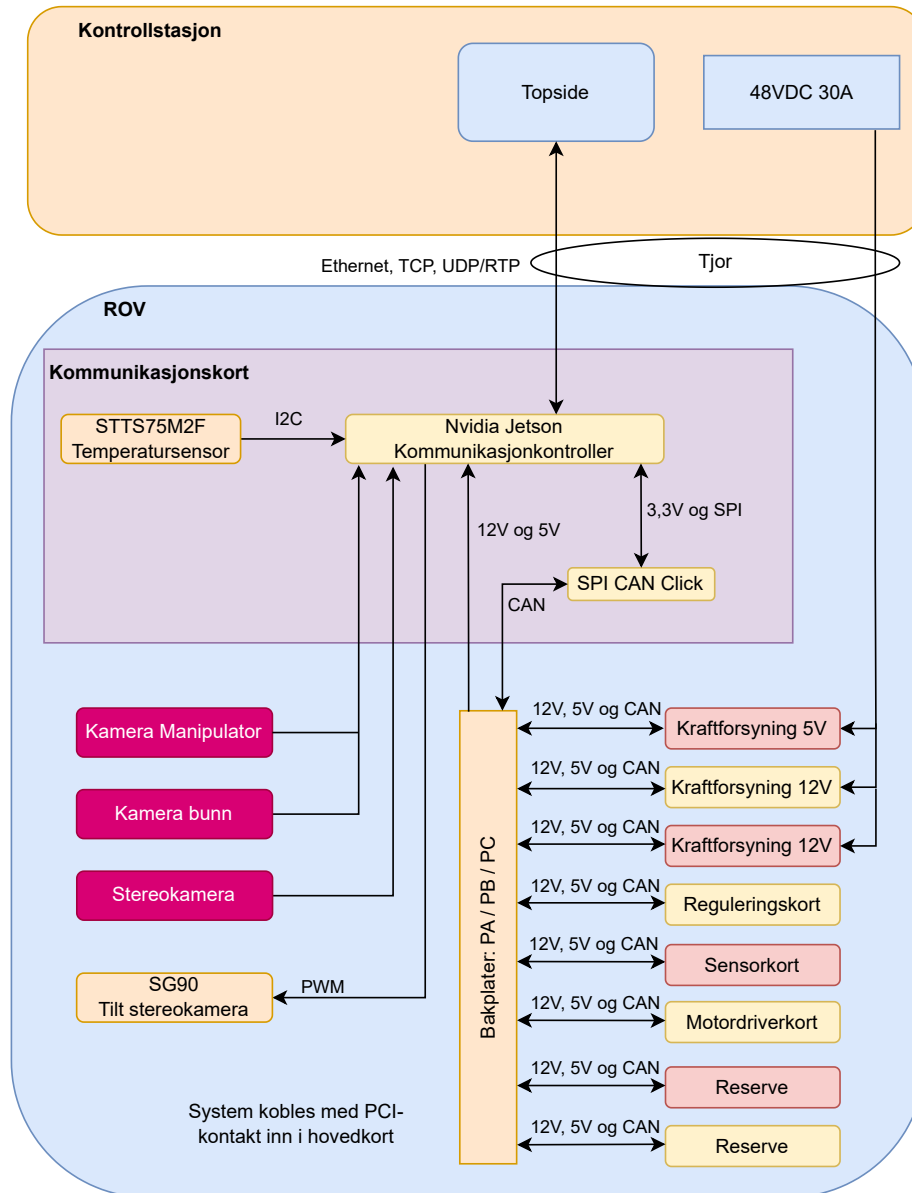 Kontrollstasjon
Topside
48VDC 30A
Ethernet, TCP, UDP/RTP
Tjor
ROV
Kommunikasjonskort
STTS75M2F
Temperatursensor
I2C
Nvidia Jetson
Kommunikasjonkontroller
12V og 5V
3,3V og SPI
SPI CAN Click
CAN
Kamera Manipulator
Kamera bunn
Stereokamera
SG90
Tilt stereokamera
PWM
Bakplater: PA / PB / PC
12V, 5V og CAN
Kraftforsyning 5V
12V, 5V og CAN
Kraftforsyning 12V
12V, 5V og CAN
Kraftforsyning 12V
12V, 5V og CAN
Reguleringskort
12V, 5V og CAN
Sensorkort
12V, 5V og CAN
Motordriverkort
12V, 5V og CAN
Reserve
12V, 5V og CAN
Reserve
System kobles med PCI-
kontakt inn i hovedkort